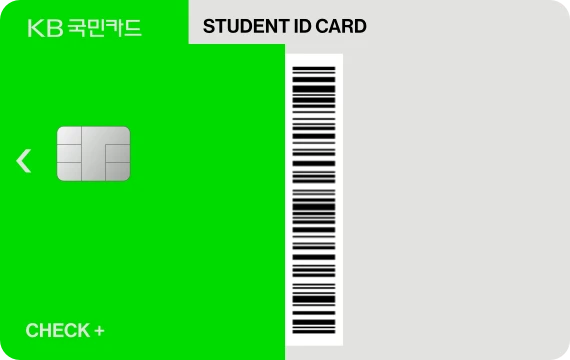 KB 국민카드
STUDENT ID CARD
CHECK +